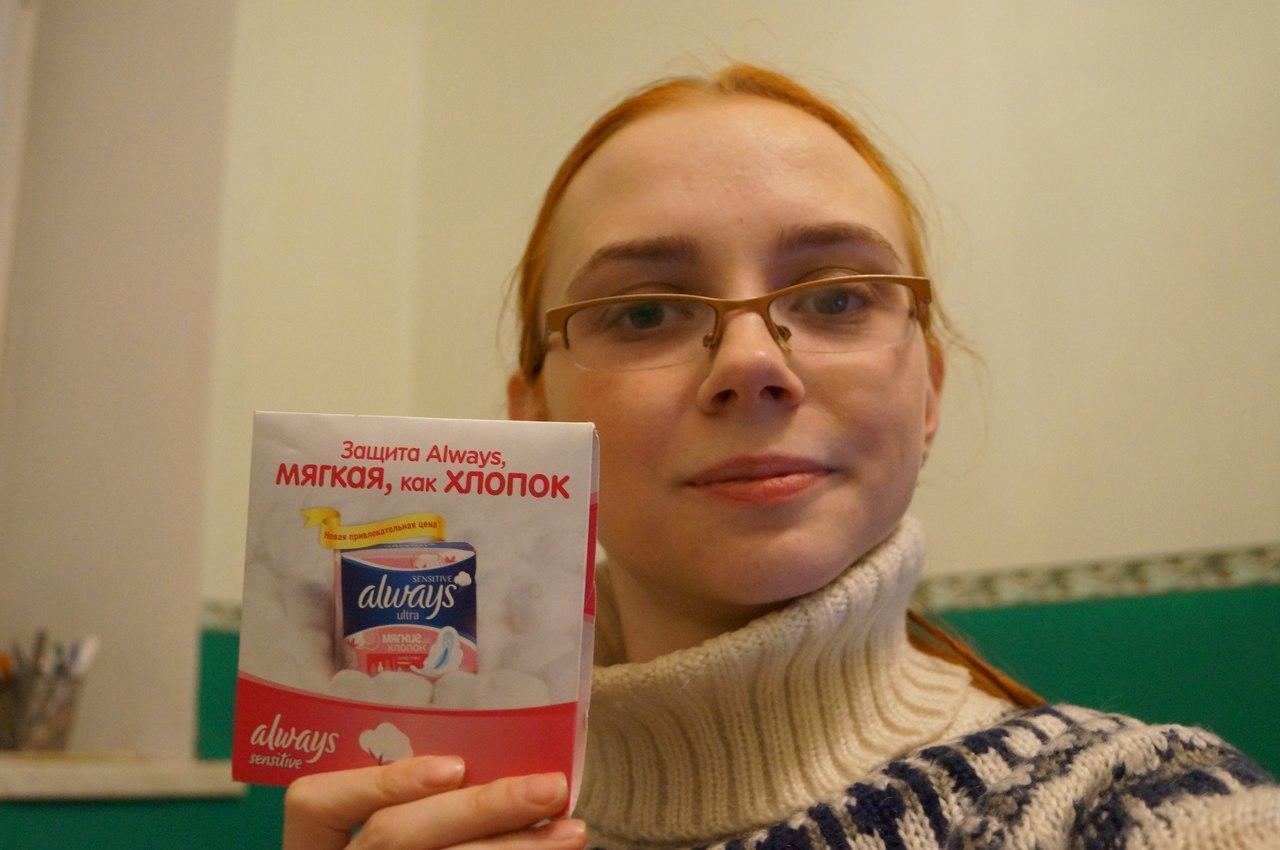 Защита Always,
МЯГКАЯ, как ХЛОПОК
Новая привлекательная цена*
SENSITIVE
always
ultra
МЯГКИЕ, как
ХЛОПОК
always
sensitive